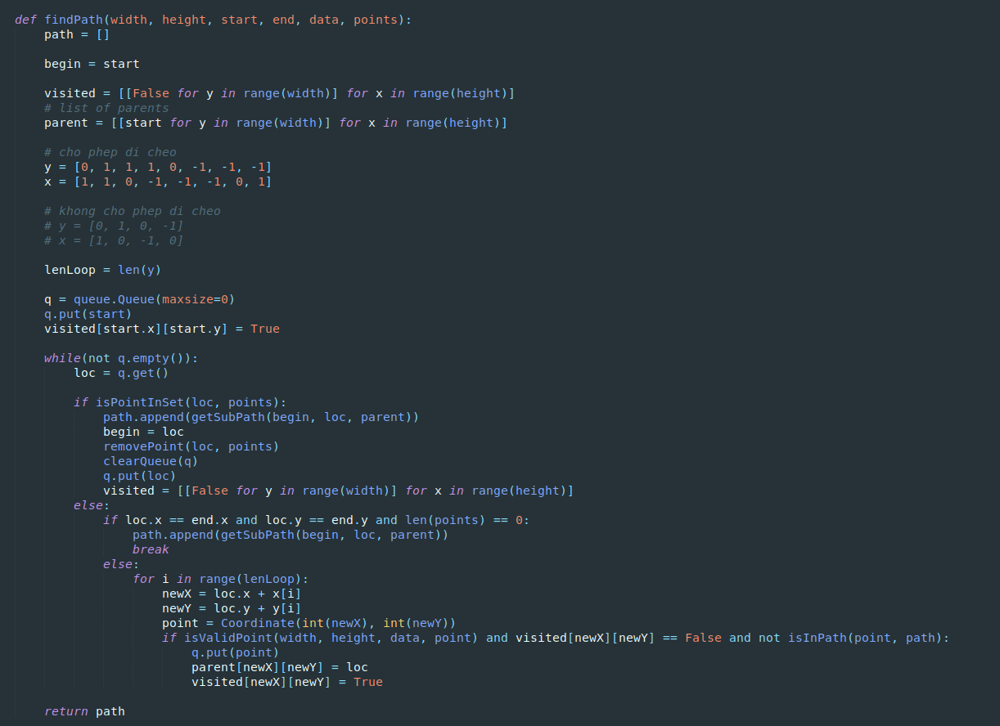 def findPath(width, height, start, end, data, points):
    path = []

    begin = start

    visited = [[False for y in range(width)] for x in range(height)]
    # list of parents
    parent = [[start for y in range(width)] for x in range(height)]

    # cho phep di cheo
    y = [0, 1, 1, 1, 0, -1, -1, -1]
    x = [1, 1, 0, -1, -1, -1, 0, 1]

    # khong cho phep di cheo
    # y = [0, 1, 0, -1]
    # x = [1, 0, -1, 0]

    lenLoop = len(y)

    q = queue.Queue(maxsize=0)
    q.put(start)
    visited[start.x][start.y] = True

    while(not q.empty()):
        loc = q.get()

        if isPointInSet(loc, points):
            path.append(getSubPath(begin, loc, parent))
            begin = loc
            removePoint(loc, points)
            clearQueue(q)
            q.put(loc)
            visited = [[False for y in range(width)] for x in range(height)]
        else:
            if loc.x == end.x and loc.y == end.y and len(points) == 0:
                path.append(getSubPath(begin, loc, parent))
                break
            else:
                for i in range(lenLoop):
                    newX = loc.x + x[i]
                    newY = loc.y + y[i]
                    point = Coordinate(int(newX), int(newY))
                    if isValidPoint(width, height, data, point) and visited[newX][newY] == False and not isInPath(point, path):
                        q.put(point)
                        parent[newX][newY] = loc
                        visited[newX][newY] = True

    return path